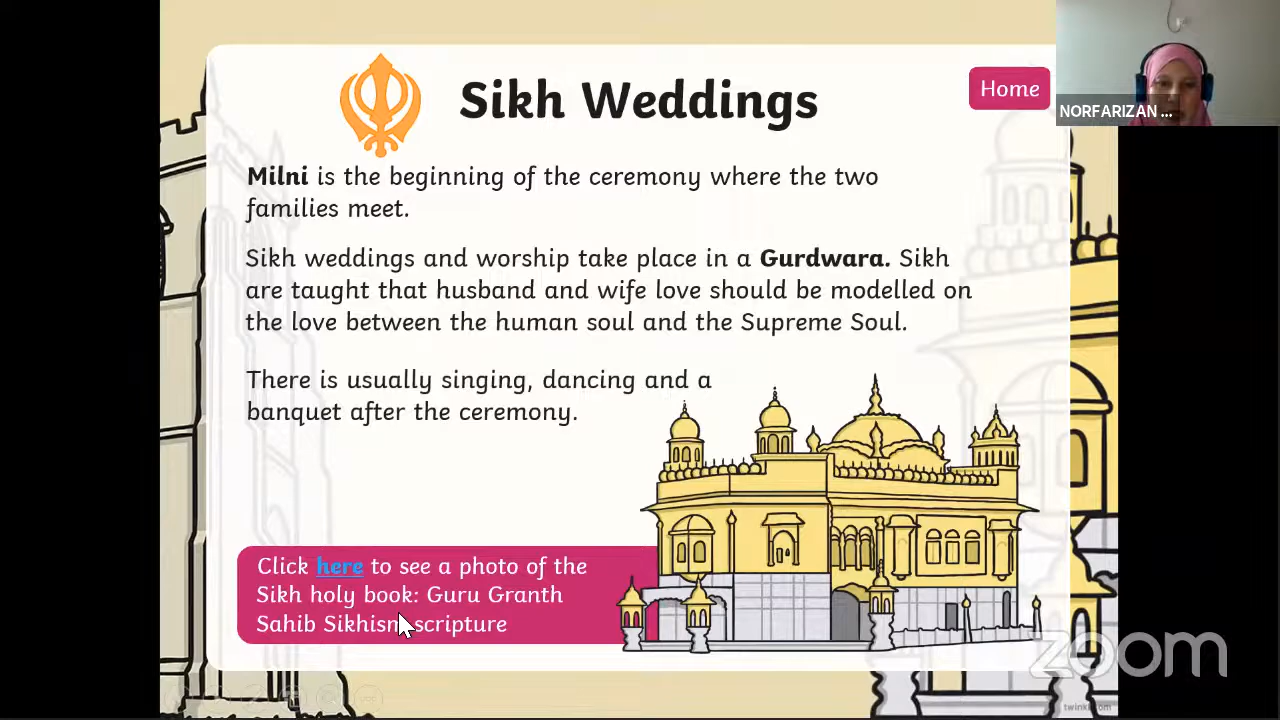 Sikh Weddings
Home
NORFARIZAN ...
Milni is the beginning of the ceremony where the two
families meet.
Sikh weddings and worship take place in a Gurdwara. Sikh
are taught that husband and wife love should be modelled on
the love between the human soul and the Supreme Soul.
There is usually singing, dancing and a
banquet after the ceremony.
Click here to see a photo of the
Sikh holy book: Guru Granth
Sahib Sikhism scripture
zoom